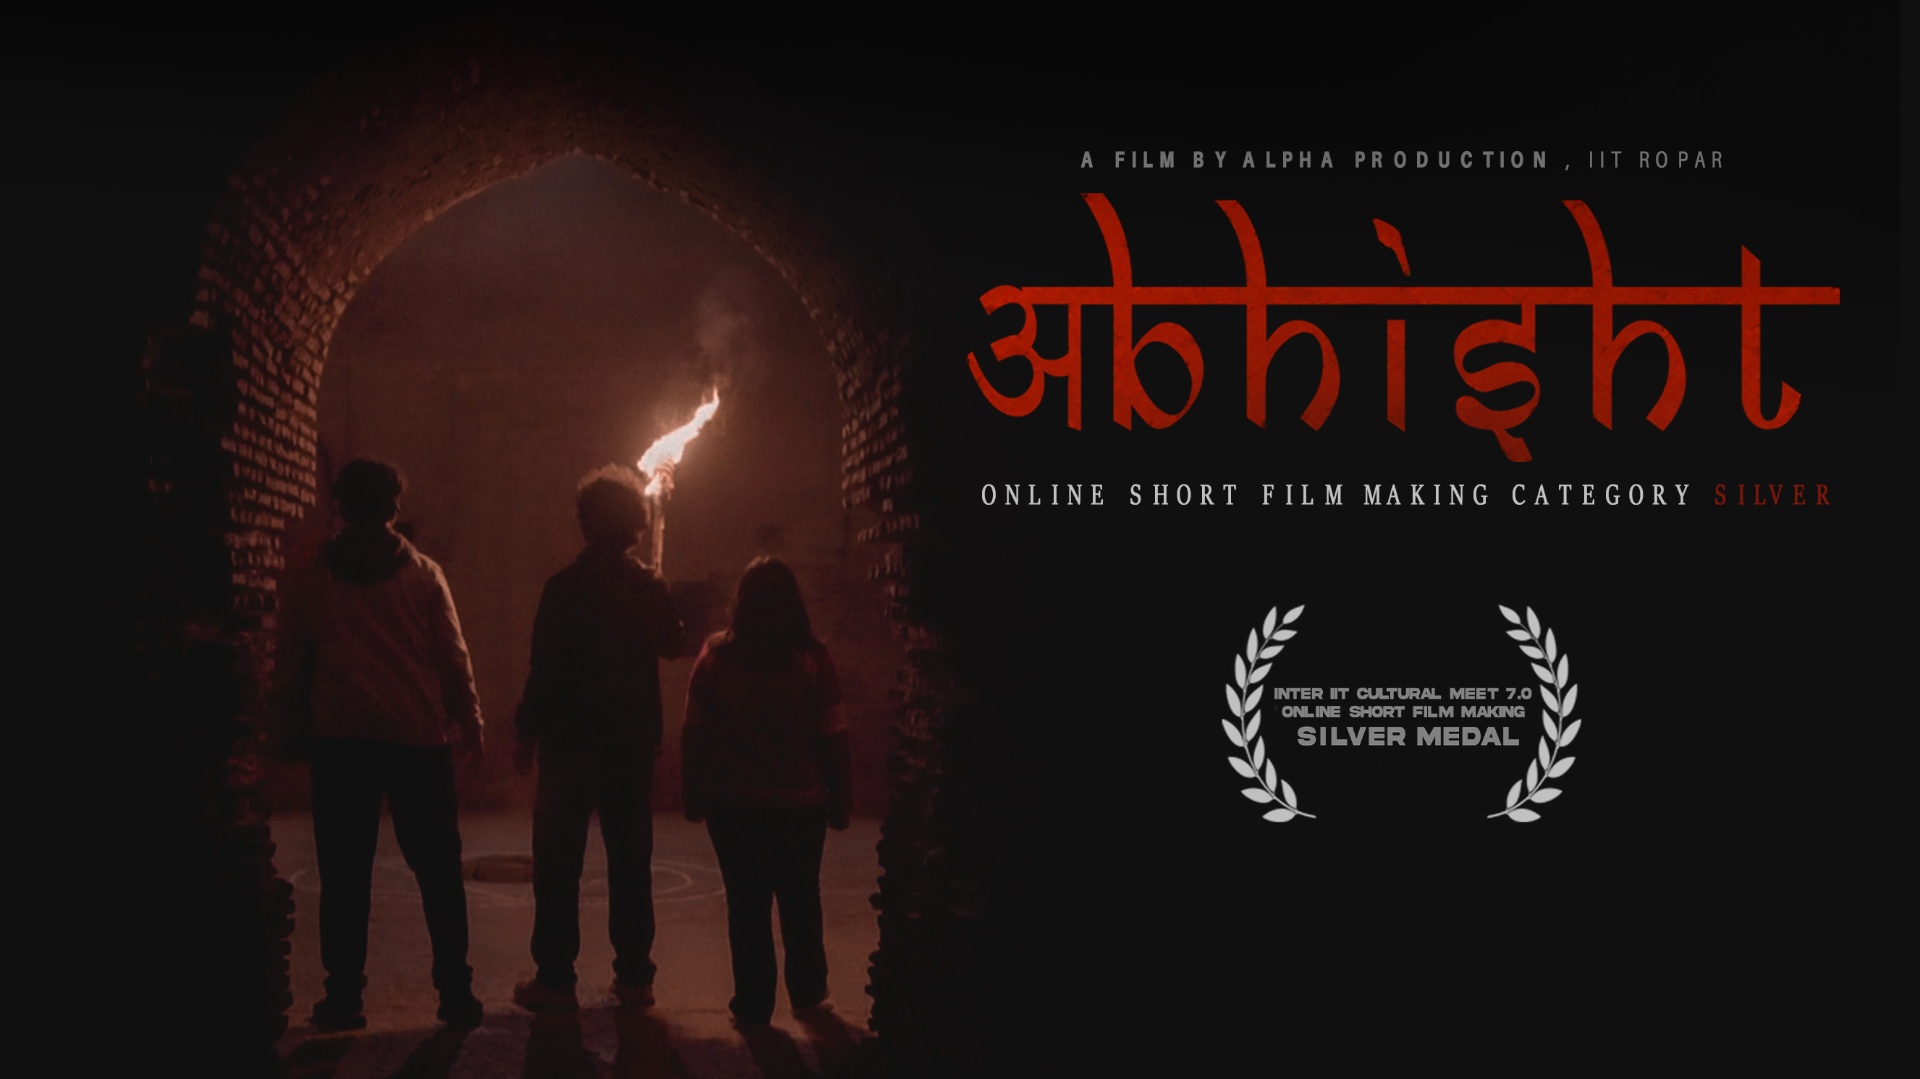 A FILM BY ALPHA PRODUCTION , IIT ROPAR
अbhisht
ONLINE SHORT FILM MAKING CATEGORY SILVER
INTER IIT CULTURAL MEET 7.0
ONLINE SHORT FILM MAKING
SILVER MEDAL